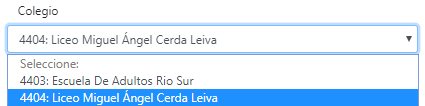 Colegio
4404: Liceo Miguel Ángel Cerda Leiva
Seleccione:
4403: Escuela De Adultos Rio Sur
4404: Liceo Miguel Ángel Cerda Leiva